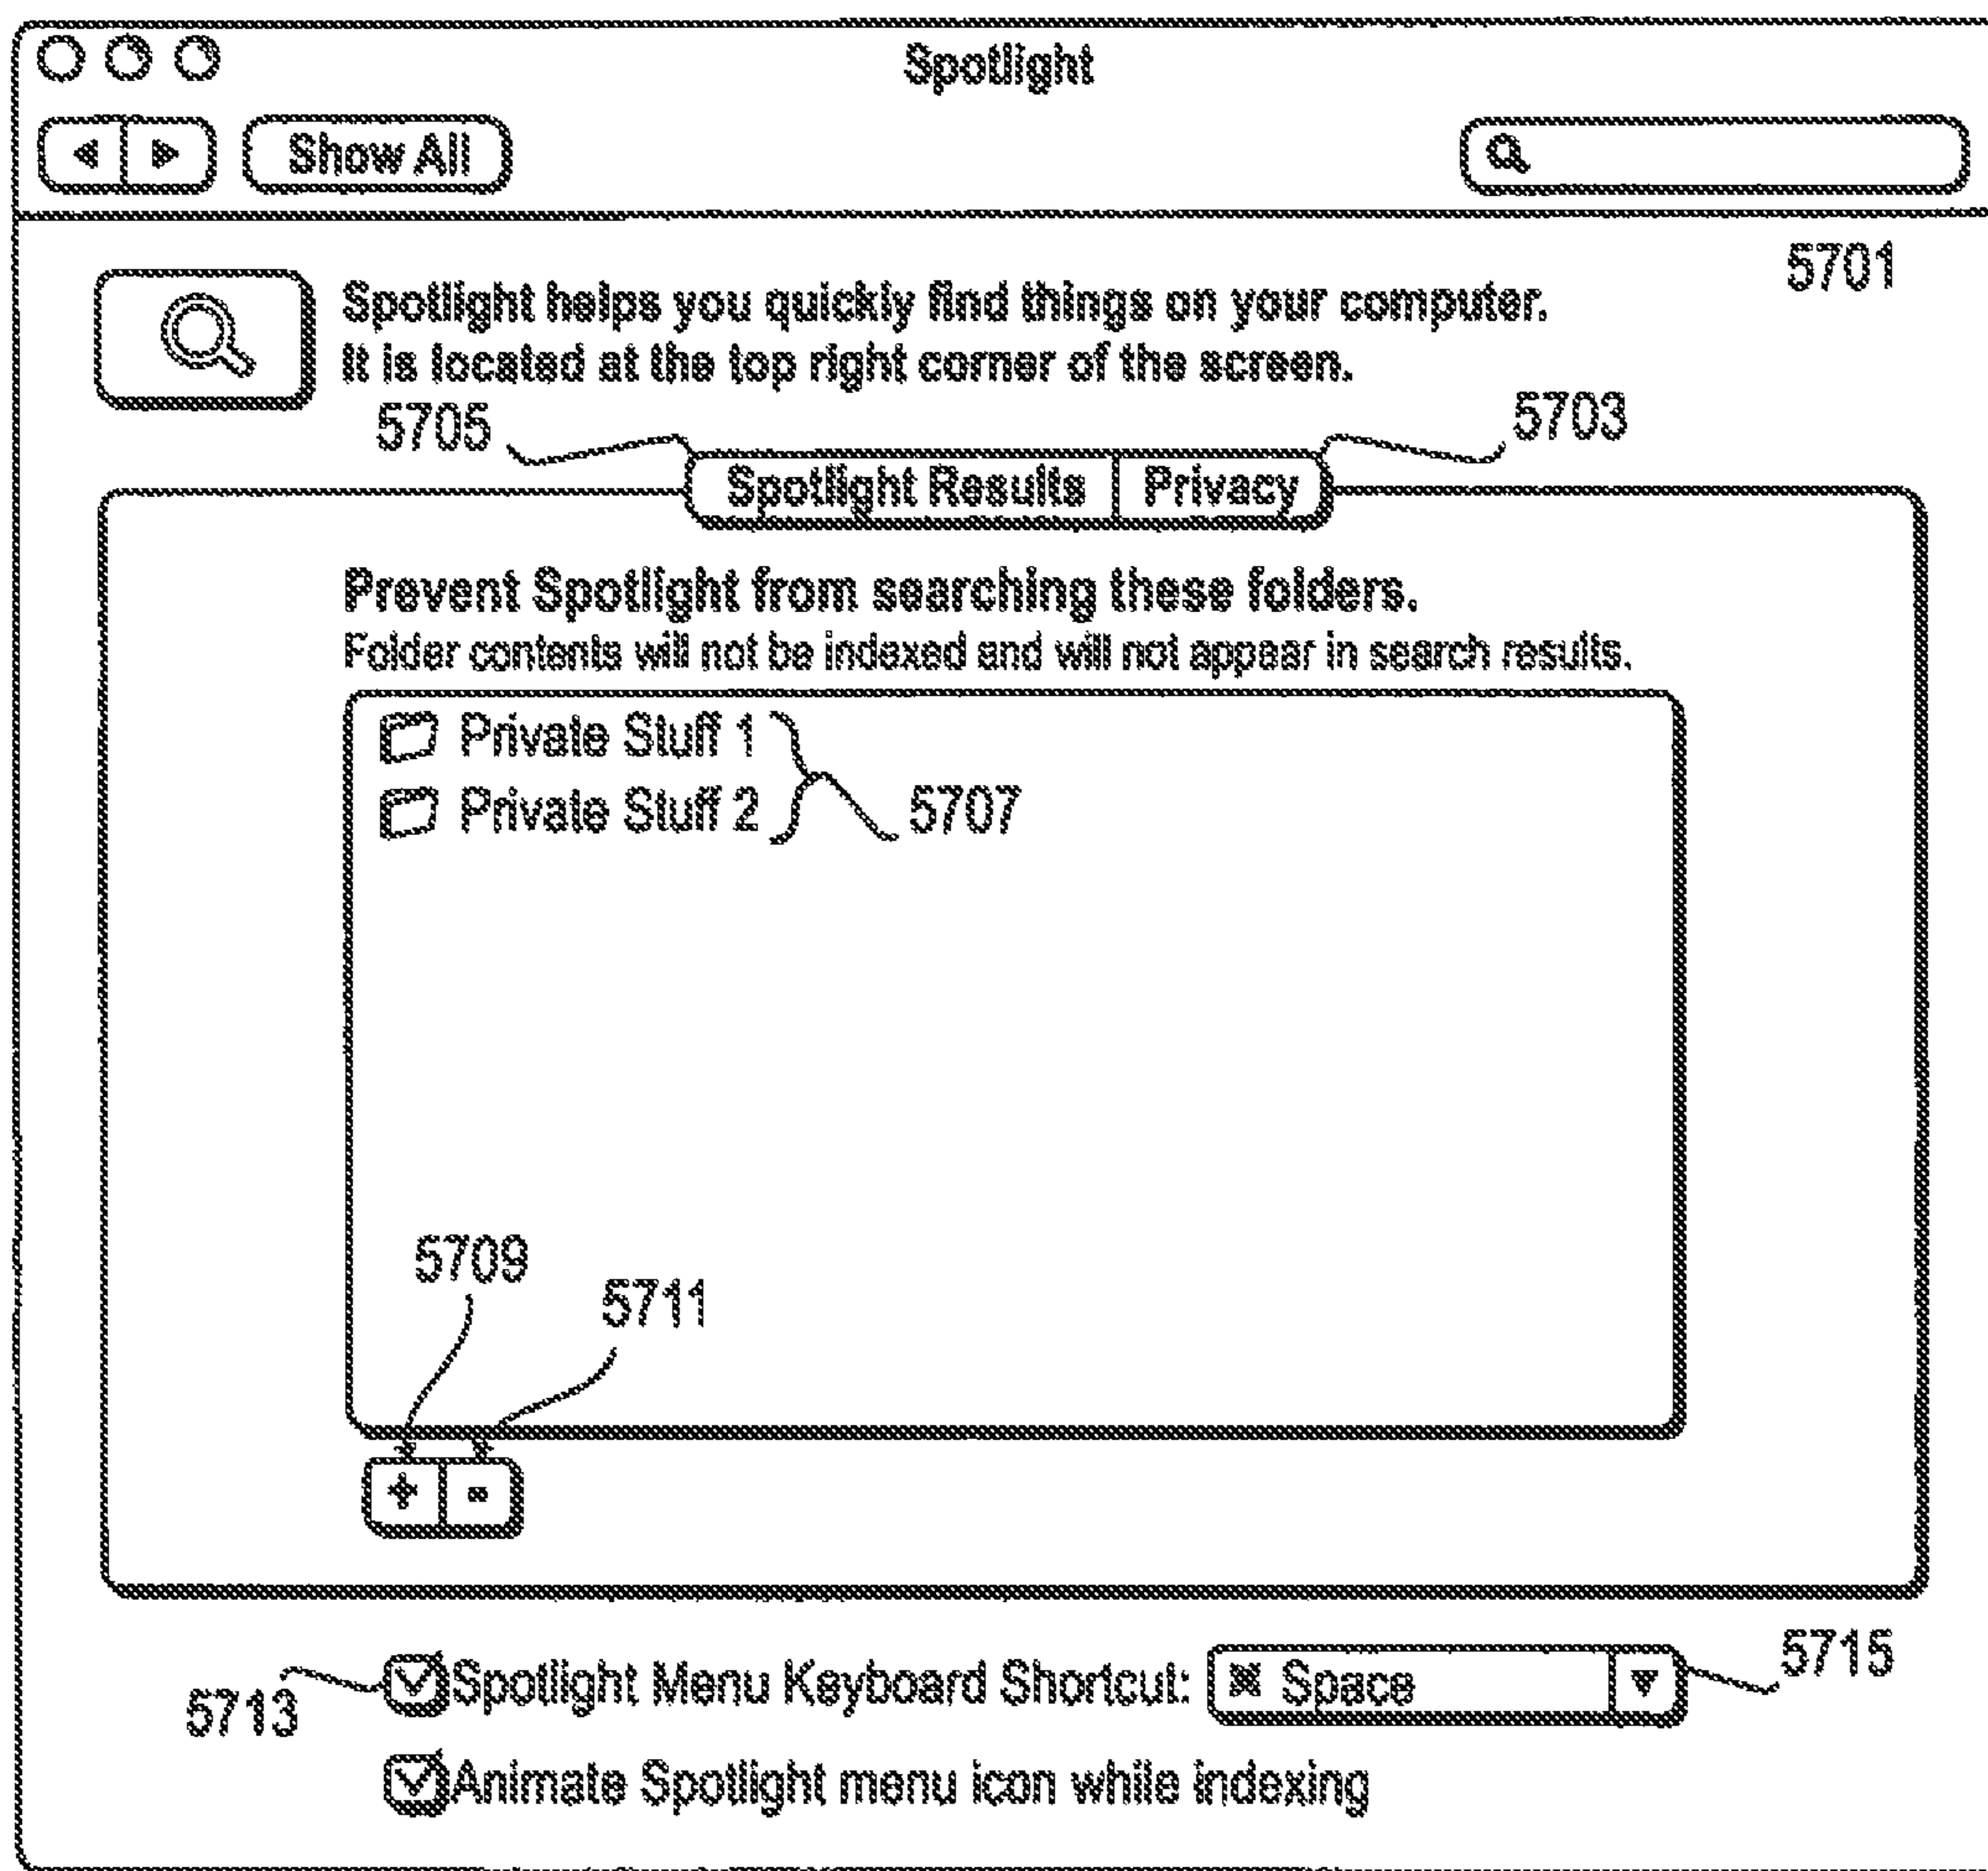 Spotlight
Show All
5701
Spotlight helps you quickly find things on your computer.
It is located at the top right corner of the screen.
5705
5703
Spotlight Results Privacy
Prevent Spotlight from searching these folders.
Folder contents will not be indexed and will not appear in search results.
Private Stuff 1
Private Stuff 2
5707
5709
5711
+ -
5713
Spotlight Menu Keyboard Shortcut: ⌘ Space
5715
Animate Spotlight menu icon while indexing